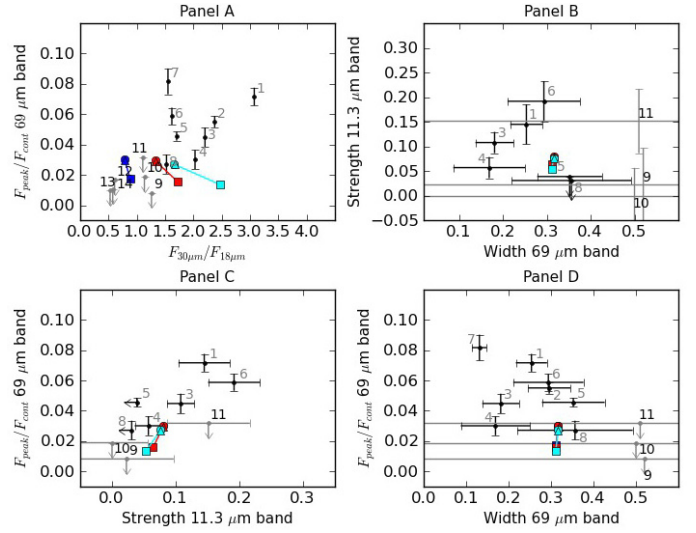 Panel A
F_peak/F_cont 69 μm band
0.00 0.02 0.04 0.06 0.08 0.10
0.0 0.5 1.0 1.5 2.0 2.5 3.0 3.5 4.0
F_30μm/F_18μm
1 2 3 4 5 6 7 8 9 10 11 12 13 14
Panel B
Strength 11.3 μm band
−0.05 0.00 0.05 0.10 0.15 0.20 0.25 0.30
0.1 0.2 0.3 0.4 0.5 0.6
Width 69 μm band
1 3 4 5 6 8 9 10 11
Panel C
F_peak/F_cont 69 μm band
0.00 0.02 0.04 0.06 0.08 0.10
0.0 0.1 0.2 0.3
Strength 11.3 μm band
1 3 4 5 6 8 9 10 11
Panel D
F_peak/F_cont 69 μm band
0.00 0.02 0.04 0.06 0.08 0.10
0.0 0.1 0.2 0.3 0.4 0.5
Width 69 μm band
1 2 3 4 5 6 7 8 9 10 11